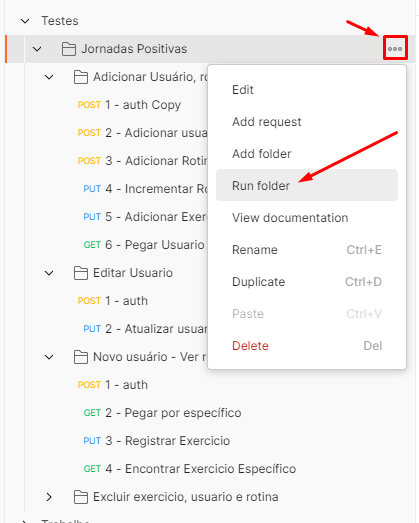 Testes
Jornadas Positivas
Adicionar Usuário, ro
POST 1 - auth Copy
POST 2 - Adicionar usua
POST 3 - Adicionar Rotin
PUT 4 - Incrementar Ro
PUT 5 - Adicionar Exer
GET 6 - Pegar Usuario
Editar Usuario
POST 1 - auth
PUT 2 - Atualizar usuar
Novo usuário - Ver r
POST 1 - auth
GET 2 - Pegar por específico
PUT 3 - Registrar Exercicio
GET 4 - Encontrar Exercicio Específico
Excluir exercicio, usuario e rotina
Edit
Add request
Add folder
Run folder
View documentation
Rename Ctrl+E
Duplicate Ctrl+D
Paste Ctrl+V
Delete Del